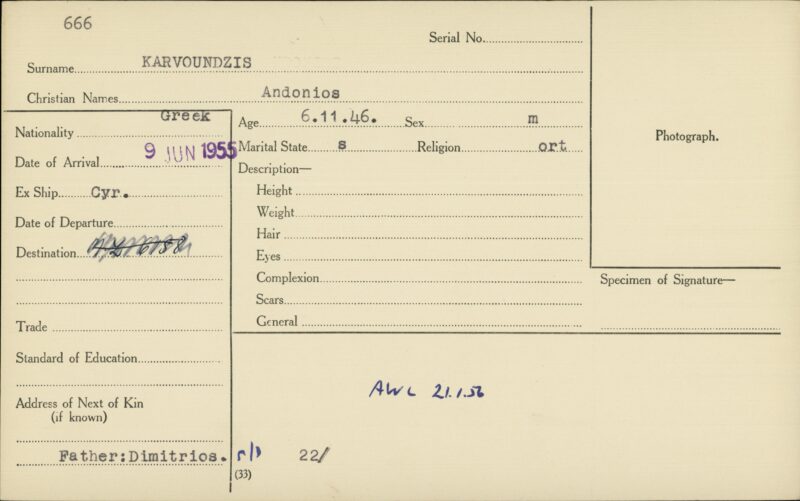 666
Serial No.
Surname KARVOUNDZIS
Christian Names Andonios
Nationality Greek
Date of Arrival 9 JUN 1955
Ex Ship Cyr.
Date of Departure
Destination
Trade
Standard of Education
Address of Next of Kin
(if known)
Father:Dimitrios.
Age 6.11.46. Sex m
Marital State s Religion ort
Description—
Height
Weight
Hair
Eyes
Complexion
Scars
General
Photograph.
Specimen of Signature—
AWL 21.1.56
22/
(33)